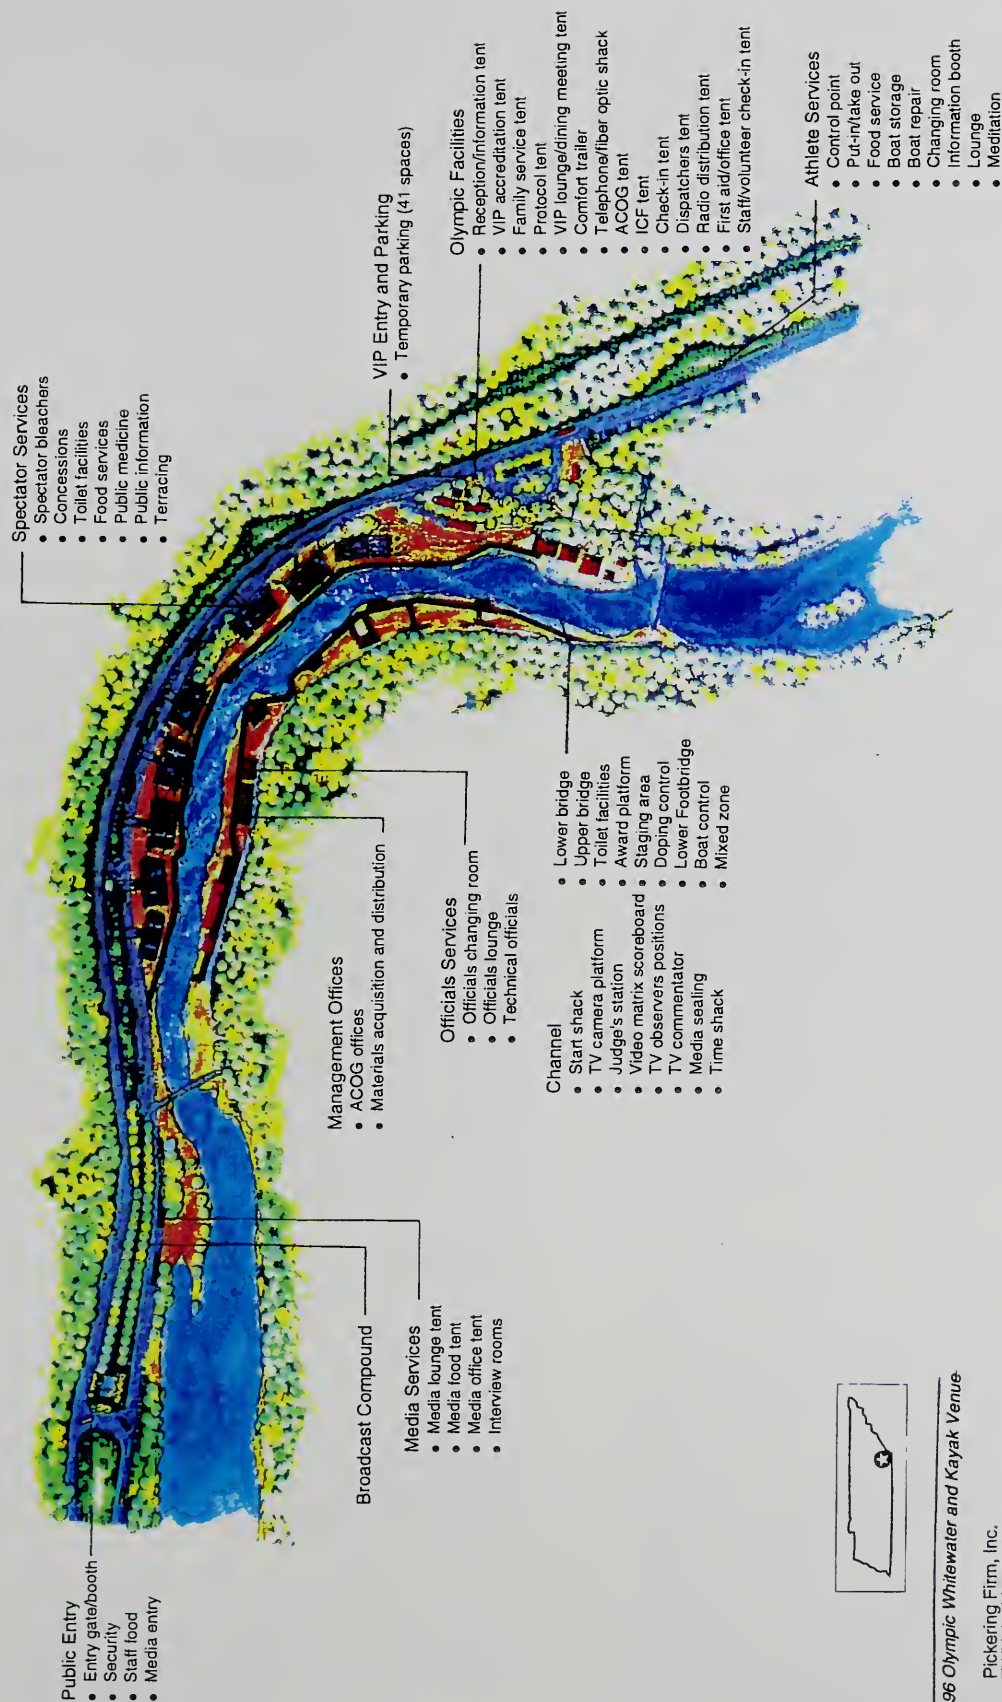 Public Entry
• Entry gate/booth
• Security
• Staff food
• Media entry
Spectator Services
• Spectator bleachers
• Concessions
• Toilet facilities
• Food services
• Public medicine
• Public information
• Terracing
VIP Entry and Parking
• Temporary parking (41 spaces)
Olympic Facilities
• Reception/information tent
• VIP accreditation tent
• Family service tent
• Protocol tent
• VIP lounge/dining meeting tent
• Comfort trailer
• Telephone/fiber optic shack
• ACOG tent
• ICF tent
• Check-in tent
• Dispatchers tent
• Radio distribution tent
• First aid/office tent
• Staff/volunteer check-in tent
Athlete Services
• Control point
• Put-in/take out
• Food service
• Boat storage
• Boat repair
• Changing room
• Information booth
• Lounge
• Meditation
Broadcast Compound
Media Services
• Media lounge tent
• Media food tent
• Media office tent
• Interview rooms
Management Offices
• ACOG offices
• Materials acquisition and distribution
Officials Services
• Officials changing room
• Officials lounge
• Technical officials
Channel
• Start shack
• TV camera platform
• Judge's station
• Video matrix scoreboard
• TV observers positions
• TV commentator
• Media seating
• Time shack
• Lower bridge
• Upper bridge
• Toilet facilities
• Award platform
• Staging area
• Doping control
• Lower Footbridge
• Boat control
• Mixed zone
96 Olympic Whitewater and Kayak Venue
Pickering Firm, Inc.